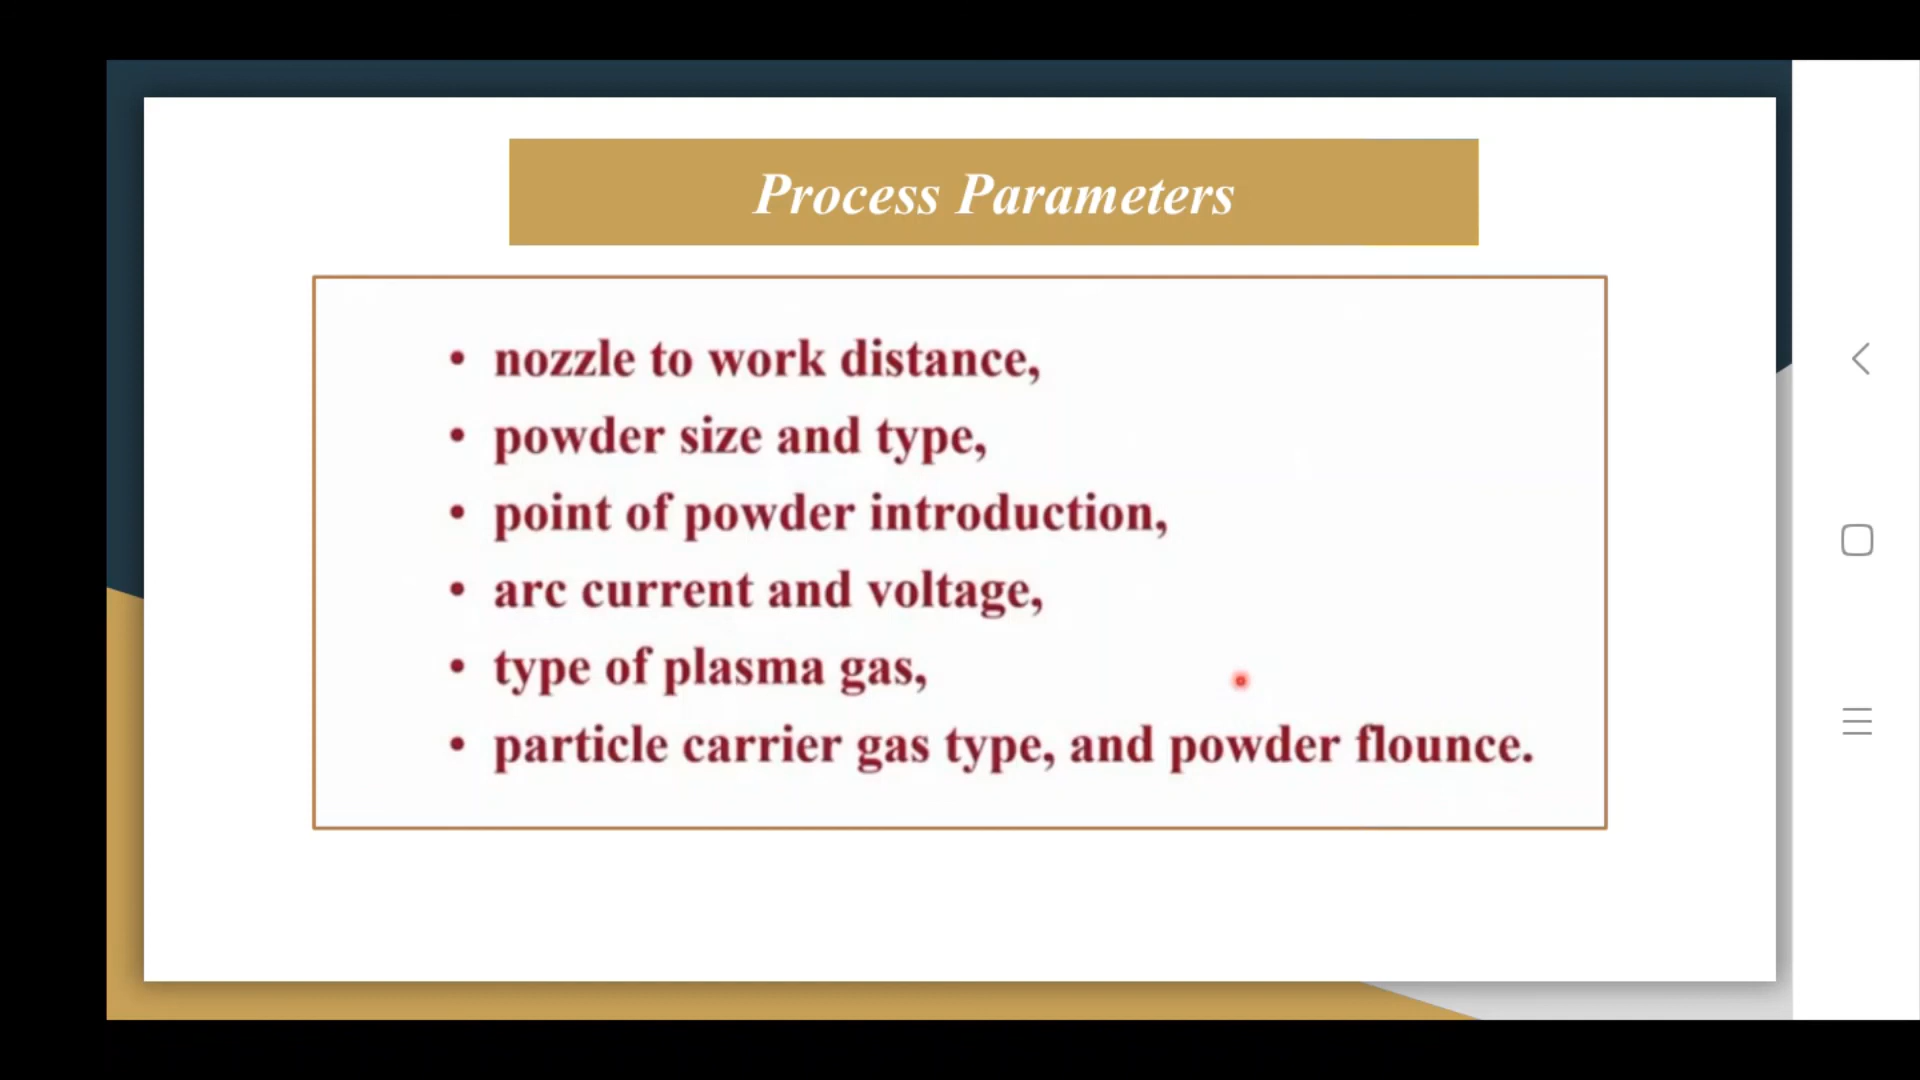 Process Parameters
• nozzle to work distance,
• powder size and type,
• point of powder introduction,
• arc current and voltage,
• type of plasma gas,
• particle carrier gas type, and powder flounce.